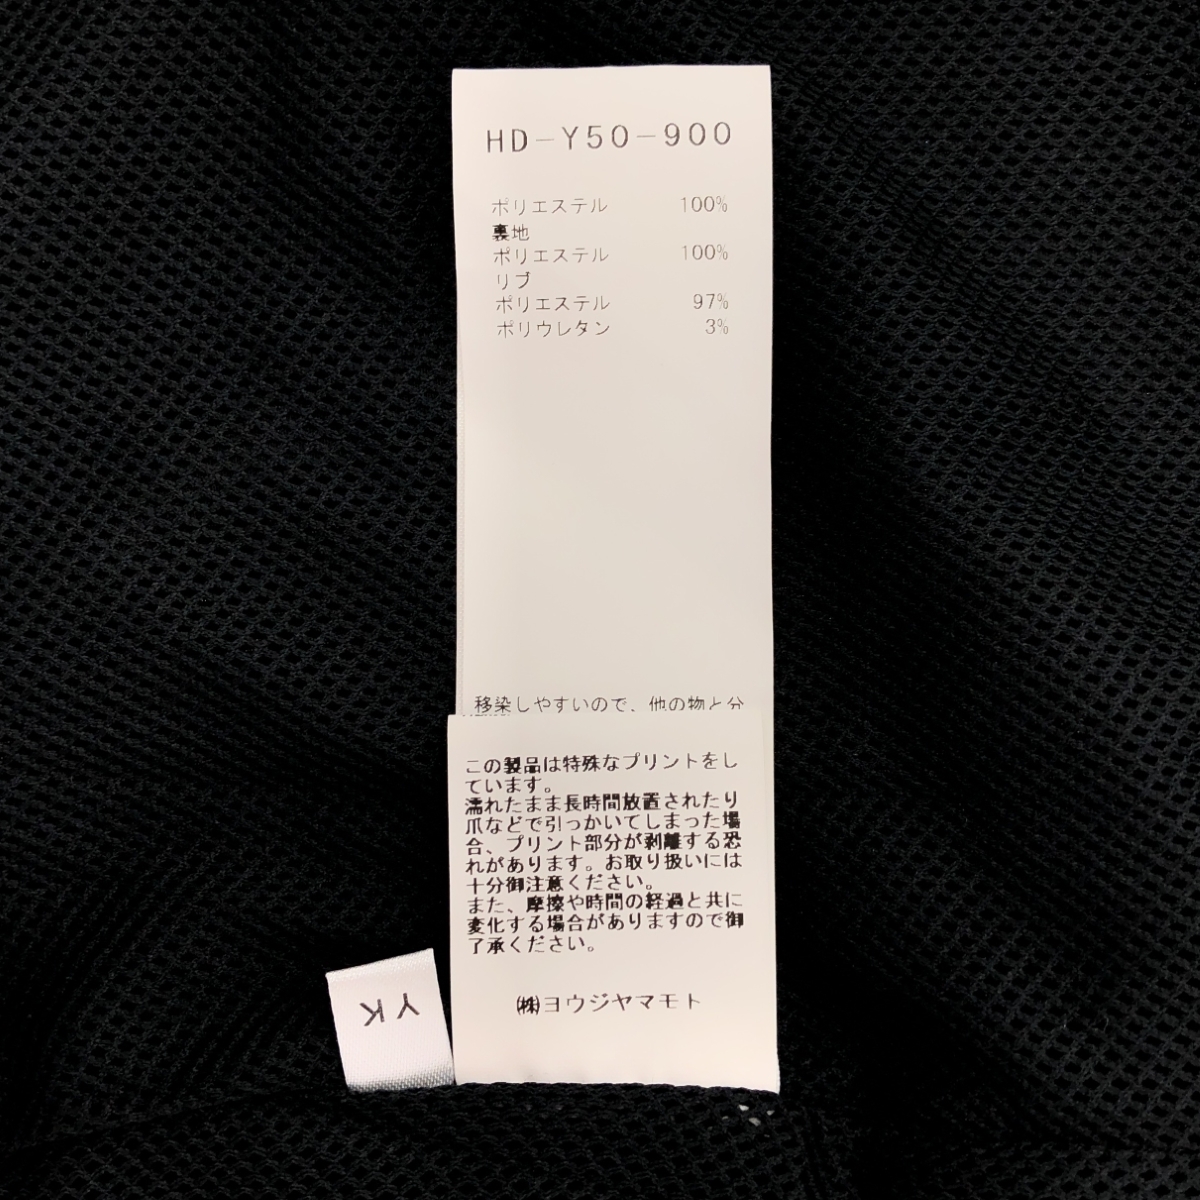 HD-Y50-900
ポリエステル 100%
裏地
ポリエステル 100%
リブ
ポリエステル 97%
ポリウレタン 3%
移染しやすいので、他の物と分
この製品は特殊なプリントをし
ています。
濡れたまま長時間放置されたり
爪などで引っかいてしまった場
合、プリント部分が剥離する恐
れがあります。お取り扱いには
十分御注意ください。
また、摩擦や時間の経過と共に
変化する場合がありますので御
了承ください。
㈱ヨウジヤマモト
YK